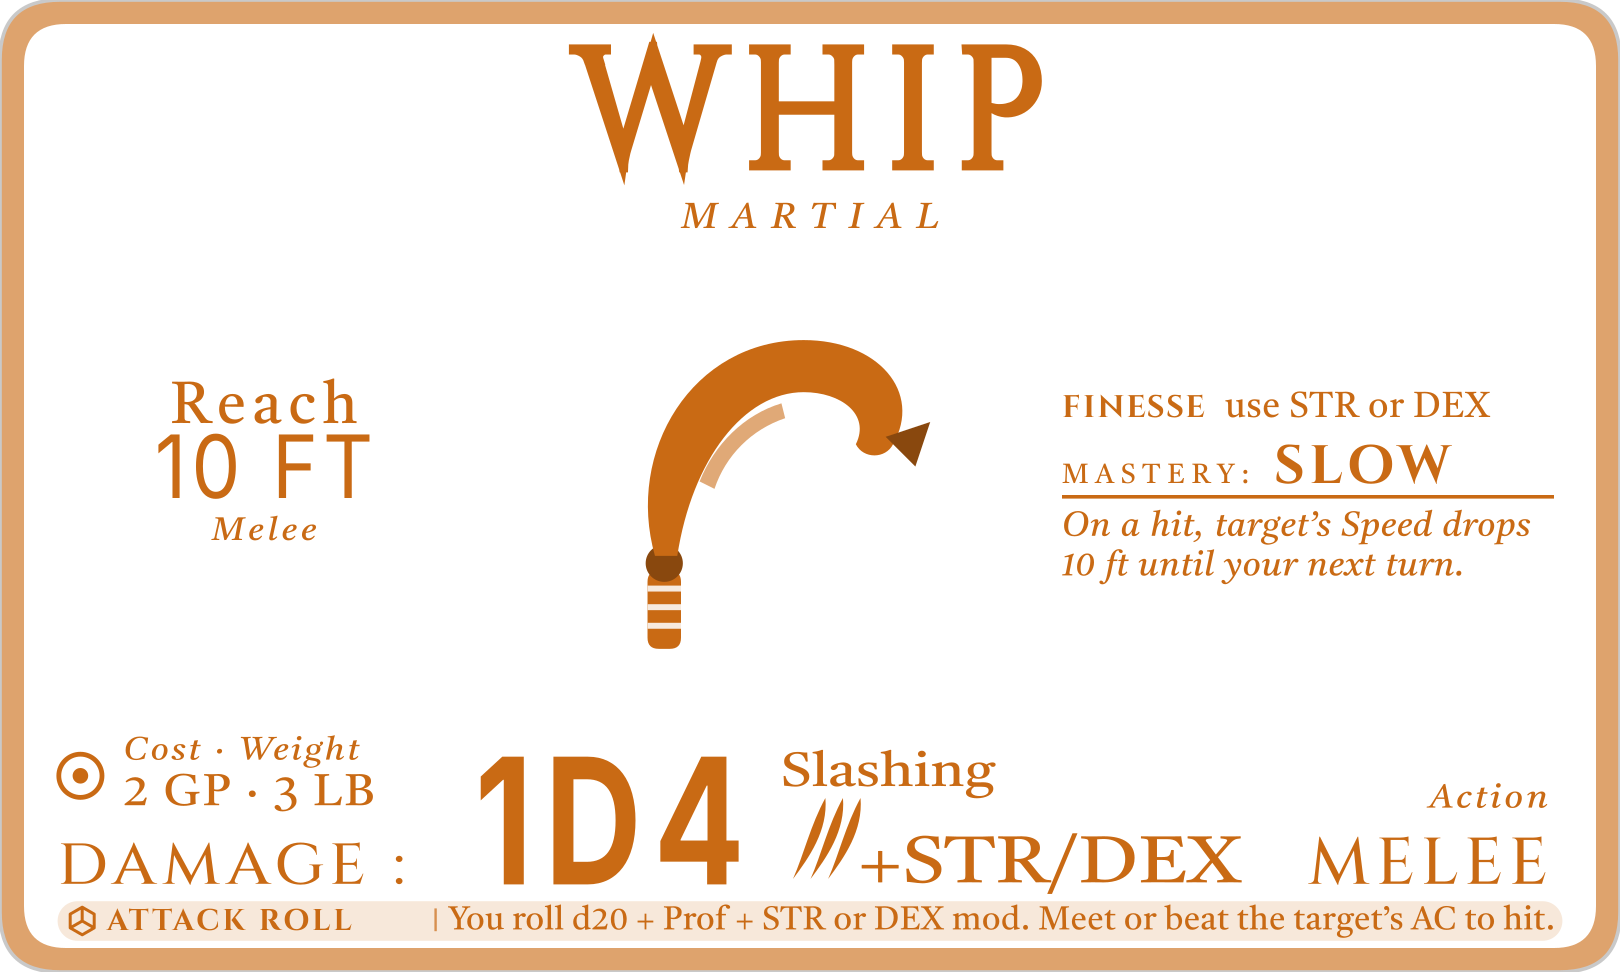 WHIP
MARTIAL
Reach
10 FT
Melee
FINESSE use STR or DEX
MASTERY: SLOW
On a hit, target’s Speed drops
10 ft until your next turn.
Cost · Weight
2 GP · 3 LB
DAMAGE :
1D4
Slashing
+STR/DEX
Action
MELEE
ATTACK ROLL | You roll d20 + Prof + STR or DEX mod. Meet or beat the target’s AC to hit.